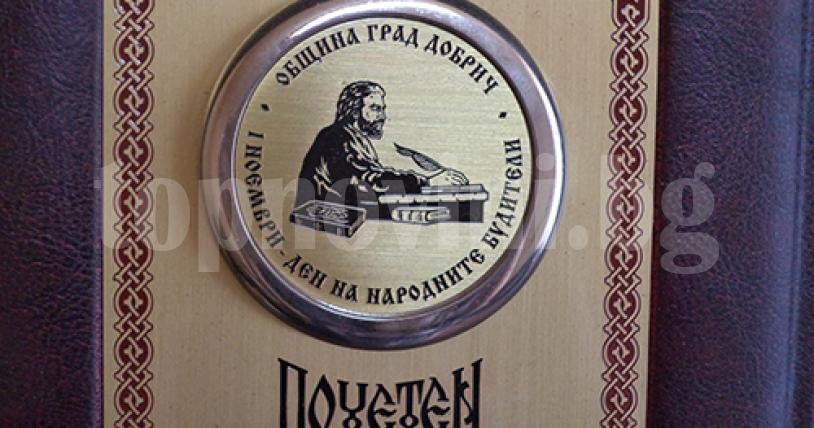 ОБЩИНА ГРАД ДОБРИЧ
1 НОЕМВРИ - ДЕН НА НАРОДНИТЕ БУДИТЕЛИ
ПОЧЕТЕН
topnovini.bg